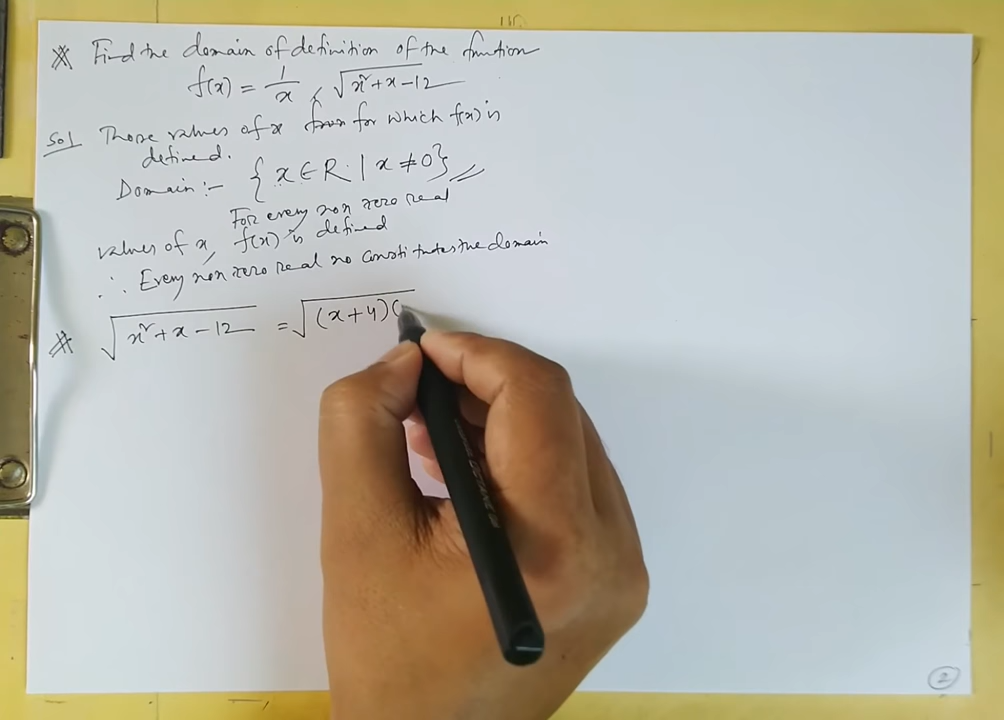 * Find the domain of definition of the function
f(x) = 1/x, √(x²+x-12)
Sol Those values of x for which f(x) is
defined.
Domain :- { x ∈ R | x ≠ 0 }
For every non zero real
values of x, f(x) is defined
∴ Every non zero real no constitutes the domain
# √(x²+x-12) = √(x+4)(
2